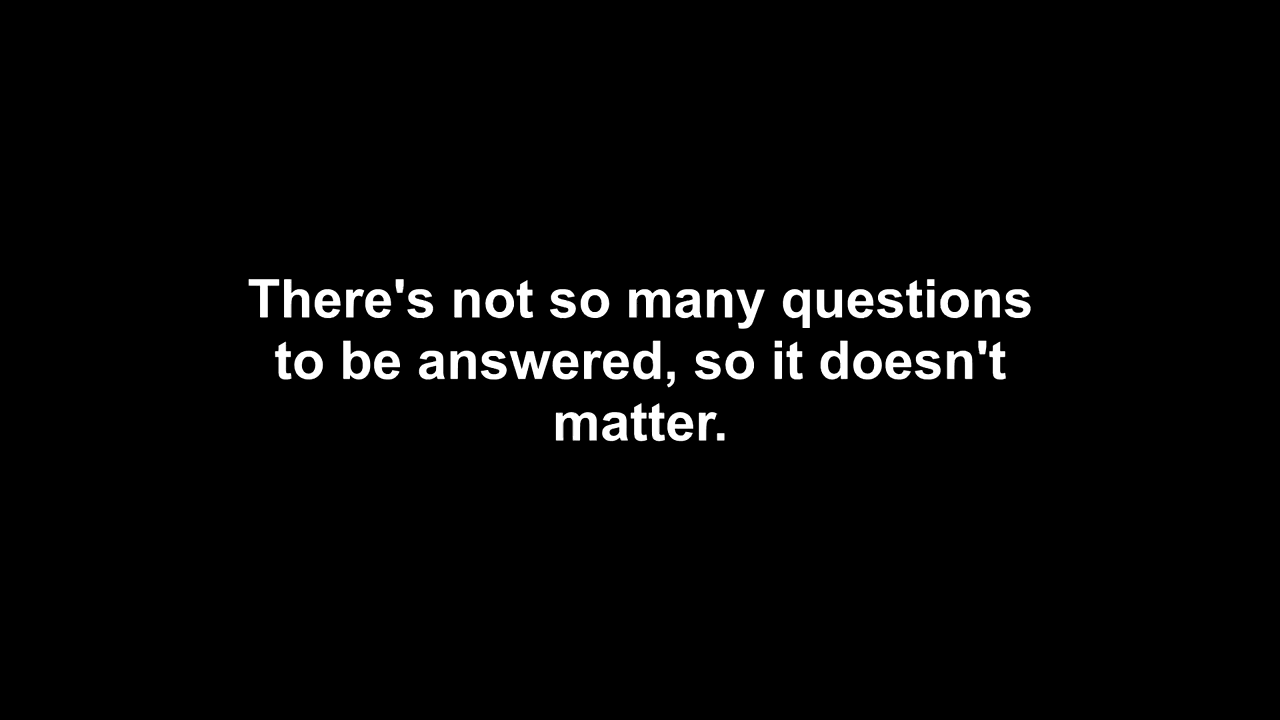 There's not so many questions
to be answered, so it doesn't
matter.